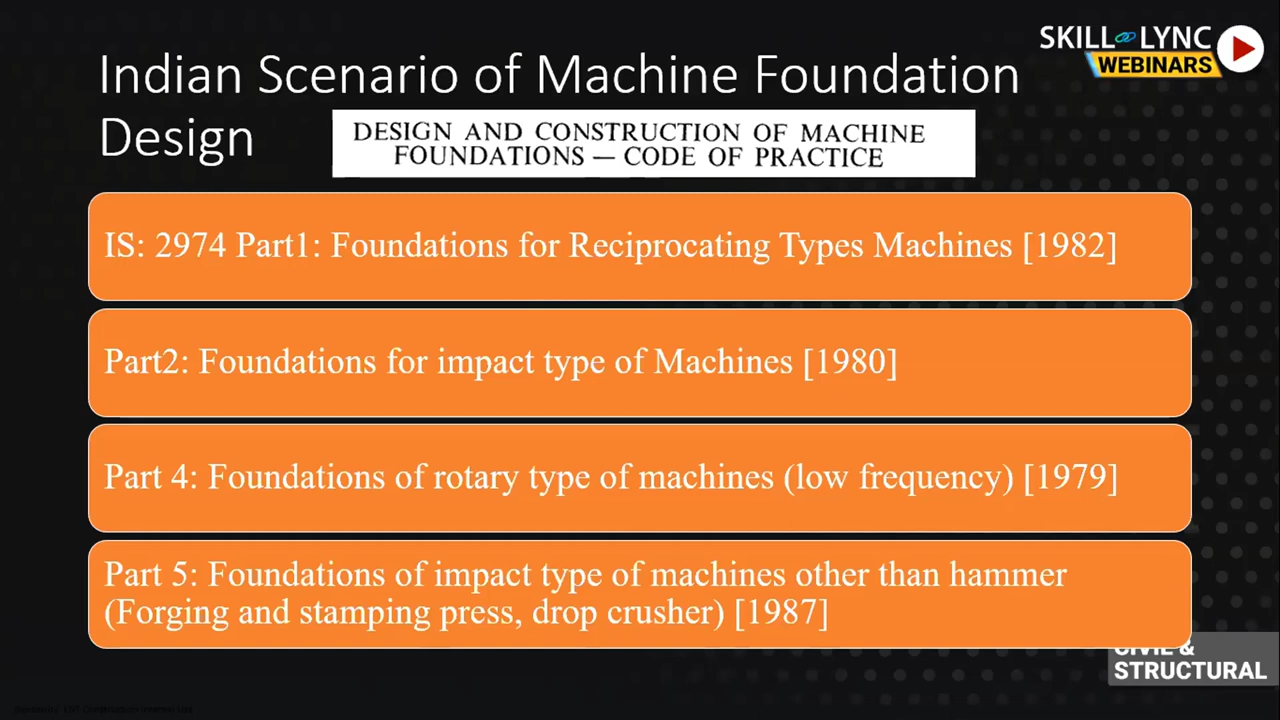 SKILL LYNC
WEBINARS
Indian Scenario of Machine Foundation
Design
DESIGN AND CONSTRUCTION OF MACHINE
FOUNDATIONS — CODE OF PRACTICE
IS: 2974 Part1: Foundations for Reciprocating Types Machines [1982]
Part2: Foundations for impact type of Machines [1980]
Part 4: Foundations of rotary type of machines (low frequency) [1979]
Part 5: Foundations of impact type of machines other than hammer
(Forging and stamping press, drop crusher) [1987]
CIVIL &
STRUCTURAL